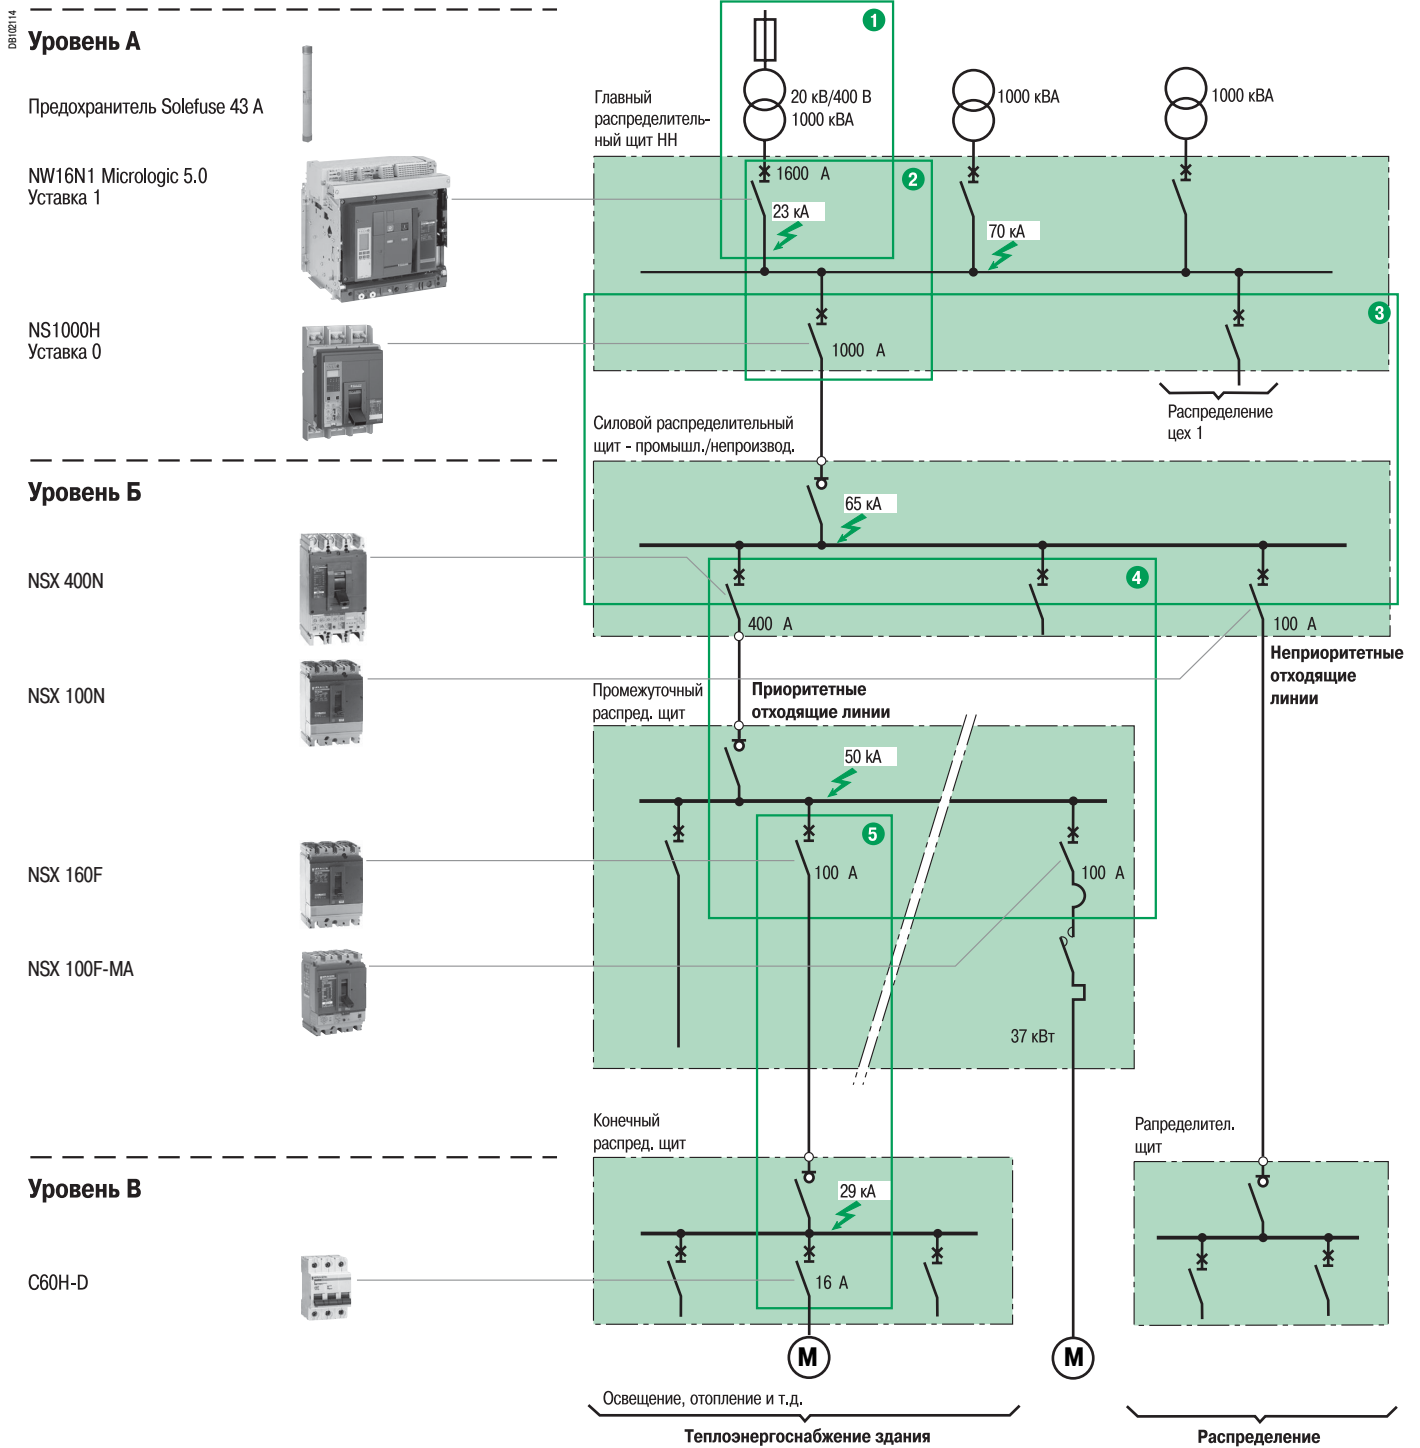 DB102114
Уровень А
Предохранитель Solefuse 43 А
NW16N1 Micrologic 5.0
Уставка 1
NS1000H
Уставка 0
Уровень Б
NSX 400N
NSX 100N
NSX 160F
NSX 100F-MA
Уровень В
C60H-D
1
20 кВ/400 В
1000 кВА
1000 кВА
1000 кВА
Главный
распределитель-
ный щит НН
1600 А
2
23 кА
70 кА
3
1000 А
Распределение
цех 1
Силовой распределительный
щит - промышл./непроизвод.
65 кА
4
400 А
100 А
Неприоритетные
отходящие
линии
Промежуточный
распред. щит
Приоритетные
отходящие линии
50 кА
5
100 А
100 А
37 кВт
Конечный
распред. щит
Рапределител.
щит
29 кА
16 А
М
М
Освещение, отопление и т.д.
Теплоэнергоснабжение здания
Распределение